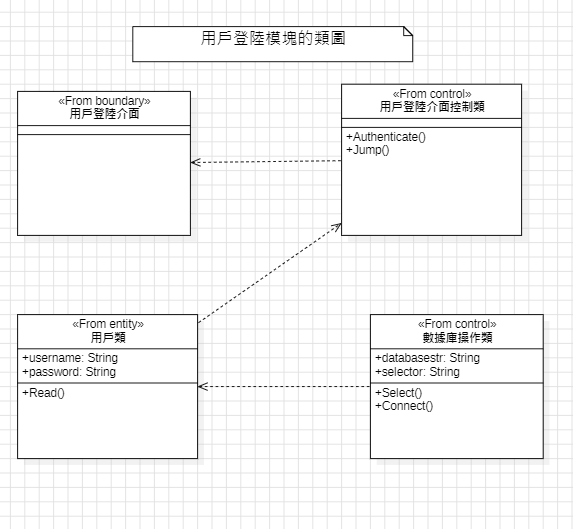 用戶登陸模塊的類圖
«From boundary»
用戶登陸介面
«From control»
用戶登陸介面控制類
+Authenticate()
+Jump()
«From entity»
用戶類
+username: String
+password: String
+Read()
«From control»
數據庫操作類
+databasestr: String
+selector: String
+Select()
+Connect()